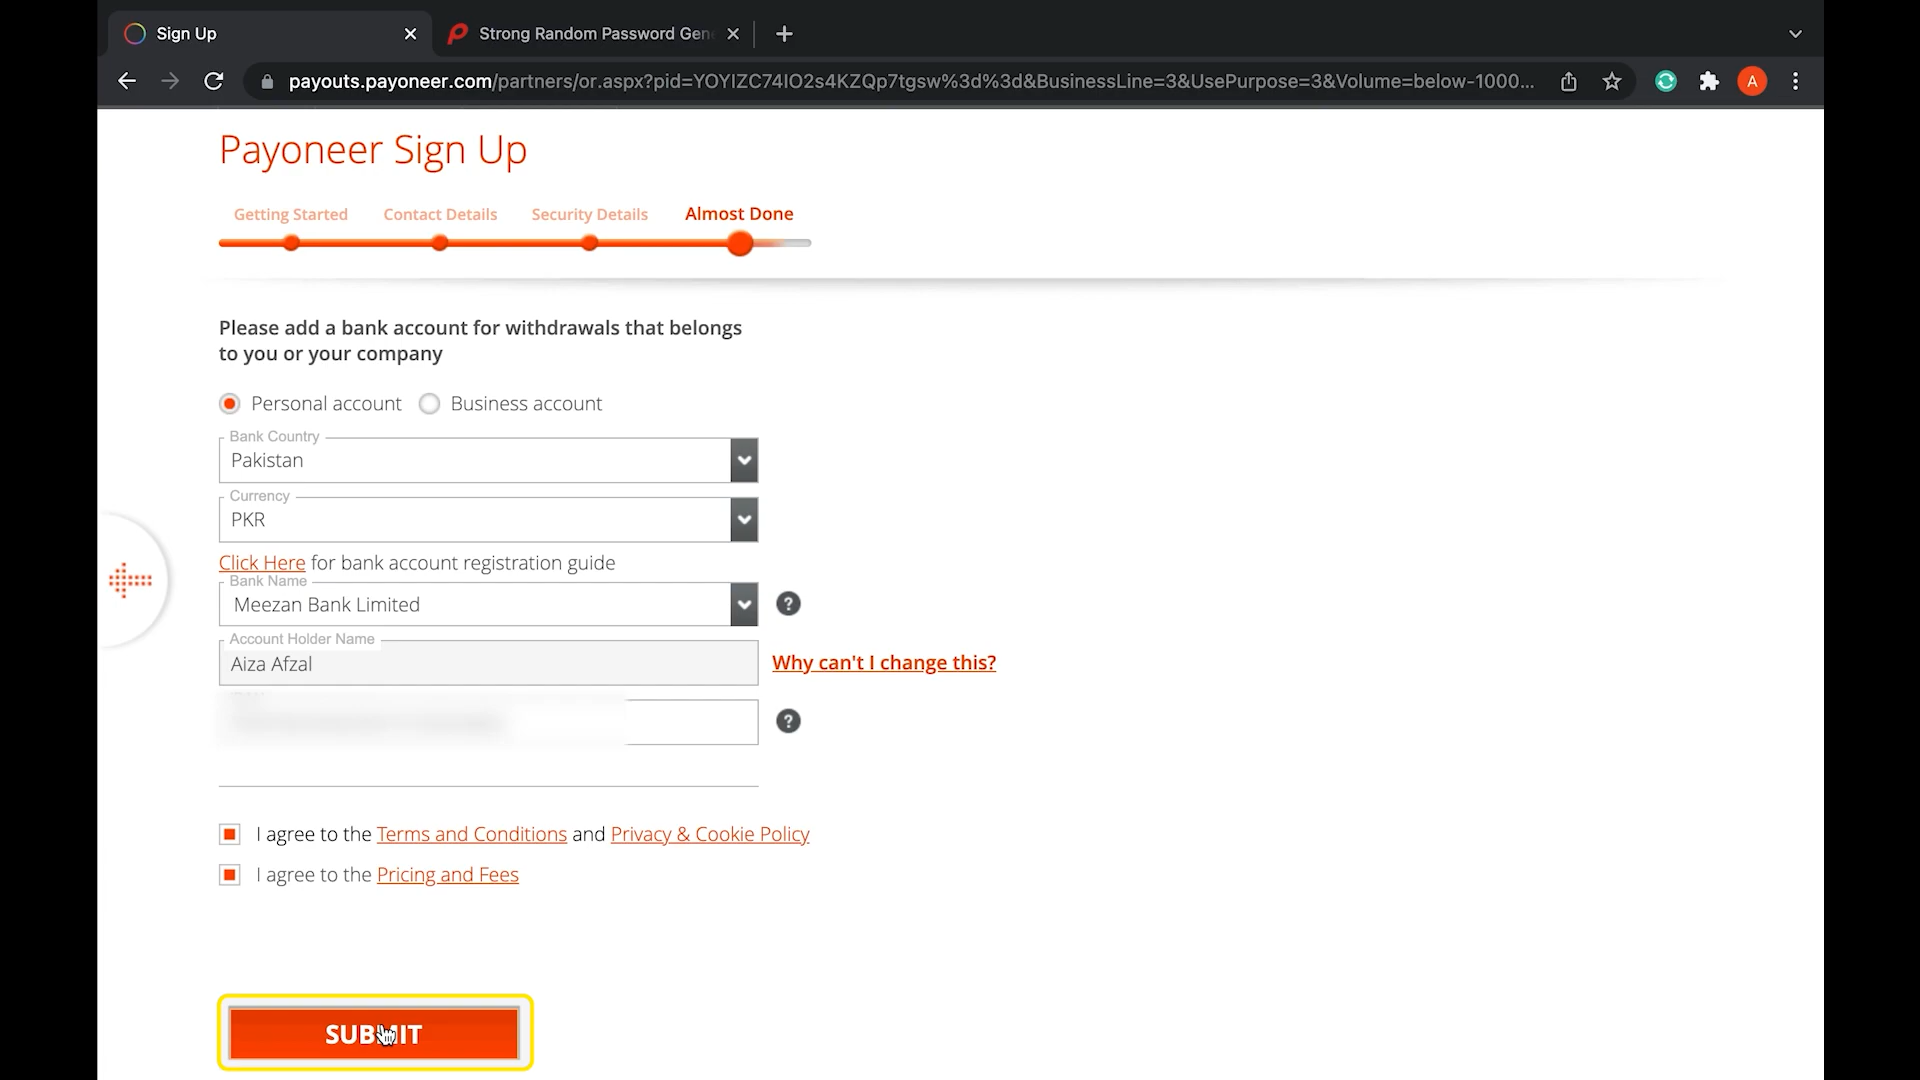 Sign Up
Strong Random Password Gen
payouts.payoneer.com/partners/or.aspx?pid=YOYIZC74IO2s4KZQp7tgsw%3d%3d&BusinessLine=3&UsePurpose=3&Volume=below-1000...
A
Payoneer Sign Up
Getting Started Contact Details Security Details Almost Done
Please add a bank account for withdrawals that belongs
to you or your company
Personal account Business account
Bank Country
Pakistan
Currency
PKR
Click Here for bank account registration guide
Bank Name
Meezan Bank Limited
?
Account Holder Name
Aiza Afzal
Why can't I change this?
?
I agree to the Terms and Conditions and Privacy & Cookie Policy
I agree to the Pricing and Fees
SUBMIT